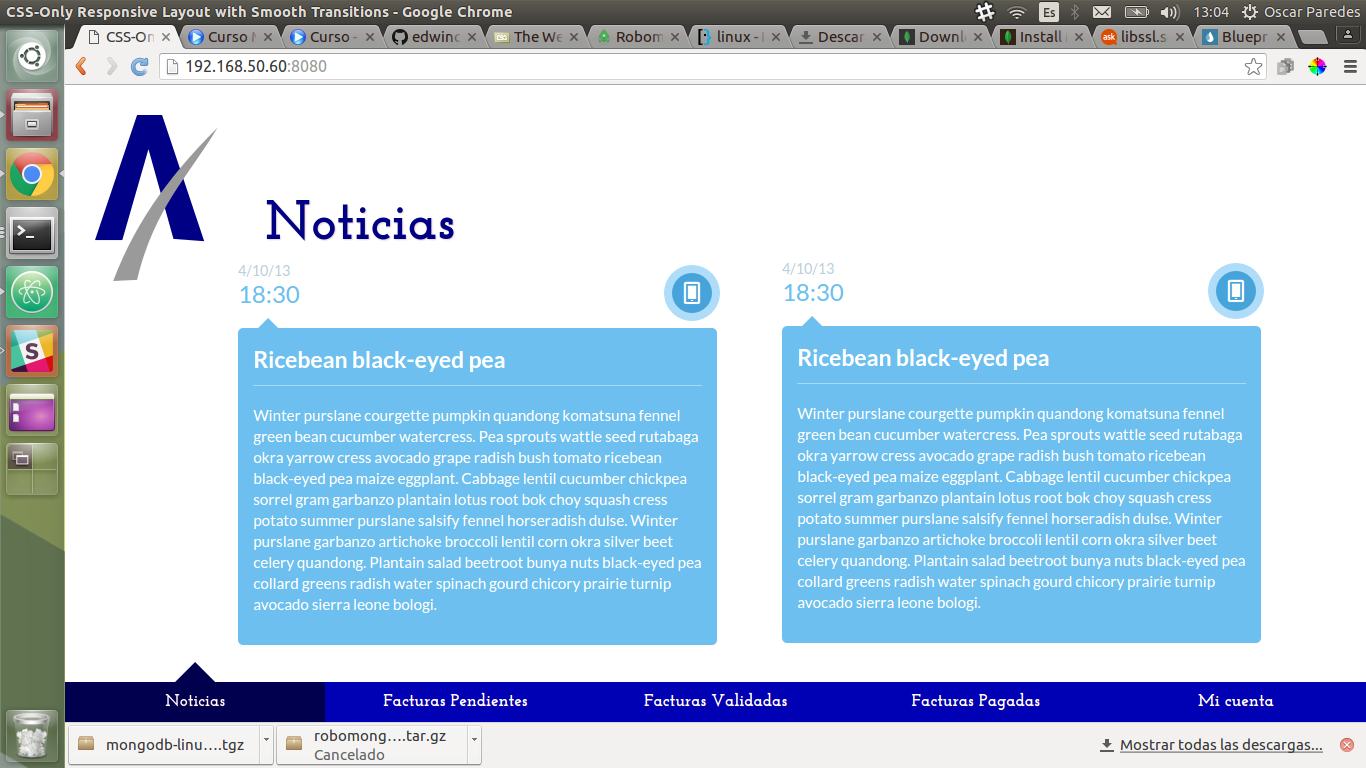 CSS-Only Responsive Layout with Smooth Transitions - Google Chrome
Es
13:04
Oscar Paredes
CSS-On
Curso
Curso -
edwinc
The We
Robom
linux -
Descar
Downl
Install
ask
libssl.s
Bluepr
192.168.50.60:8080
Noticias
4/10/13
18:30
Ricebean black-eyed pea
Winter purslane courgette pumpkin quandong komatsuna fennel
green bean cucumber watercress. Pea sprouts wattle seed rutabaga
okra yarrow cress avocado grape radish bush tomato ricebean
black-eyed pea maize eggplant. Cabbage lentil cucumber chickpea
sorrel gram garbanzo plantain lotus root bok choy squash cress
potato summer purslane salsify fennel horseradish dulse. Winter
purslane garbanzo artichoke broccoli lentil corn okra silver beet
celery quandong. Plantain salad beetroot bunya nuts black-eyed pea
collard greens radish water spinach gourd chicory prairie turnip
avocado sierra leone bologi.
4/10/13
18:30
Ricebean black-eyed pea
Winter purslane courgette pumpkin quandong komatsuna fennel
green bean cucumber watercress. Pea sprouts wattle seed rutabaga
okra yarrow cress avocado grape radish bush tomato ricebean
black-eyed pea maize eggplant. Cabbage lentil cucumber chickpea
sorrel gram garbanzo plantain lotus root bok choy squash cress
potato summer purslane salsify fennel horseradish dulse. Winter
purslane garbanzo artichoke broccoli lentil corn okra silver beet
celery quandong. Plantain salad beetroot bunya nuts black-eyed pea
collard greens radish water spinach gourd chicory prairie turnip
avocado sierra leone bologi.
Noticias
Facturas Pendientes
Facturas Validadas
Facturas Pagadas
Mi cuenta
mongodb-linu....tgz
robomong....tar.gz
Cancelado
Mostrar todas las descargas...